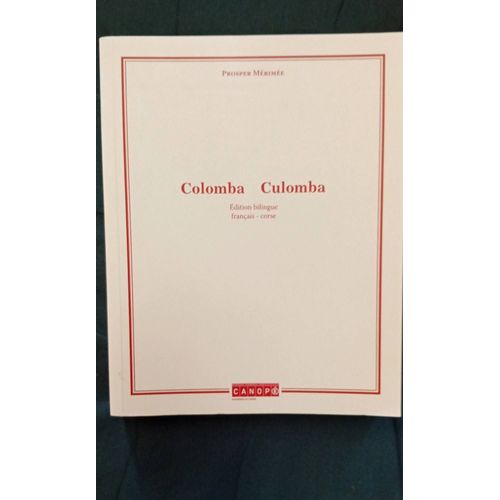 Prosper Mérimée
Colomba Culomba
Édition bilingue
français - corse
CANOPÉ